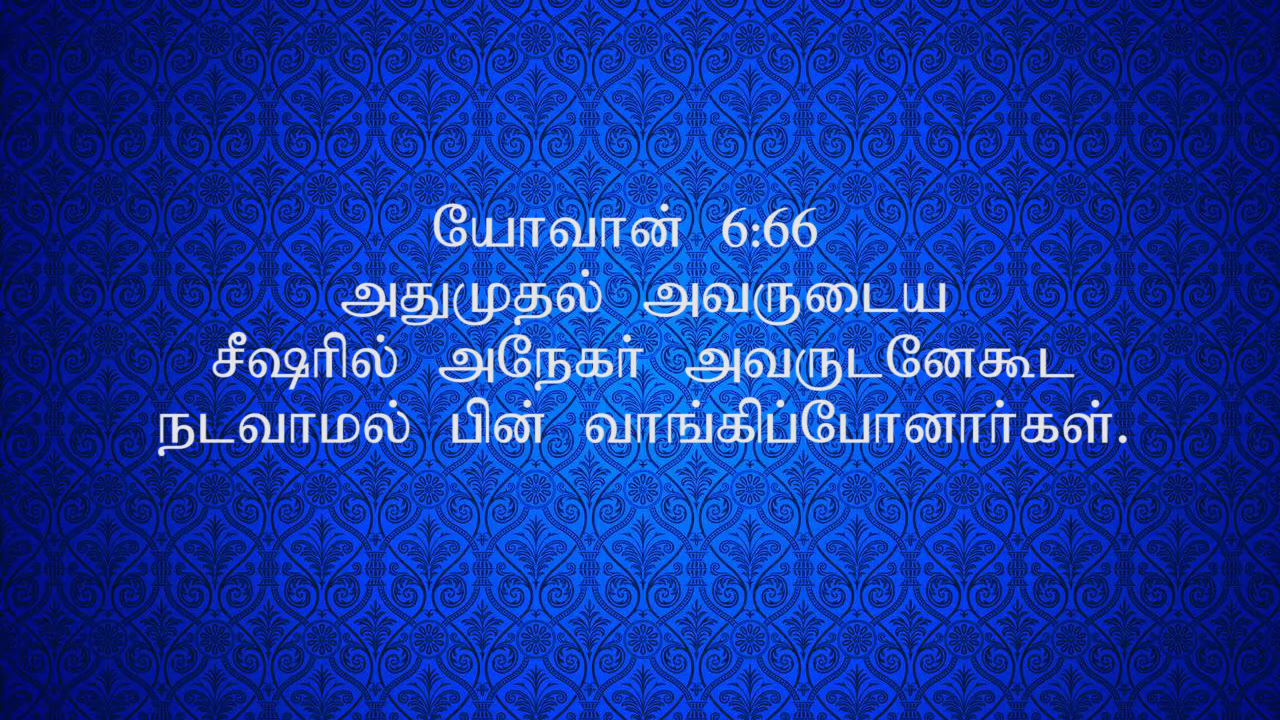 யோவான் 6:66
அதுமுதல் அவருடைய
சீஷரில் அநேகர் அவருடனேகூட
நடவாமல் பின் வாங்கிப்போனார்கள்.